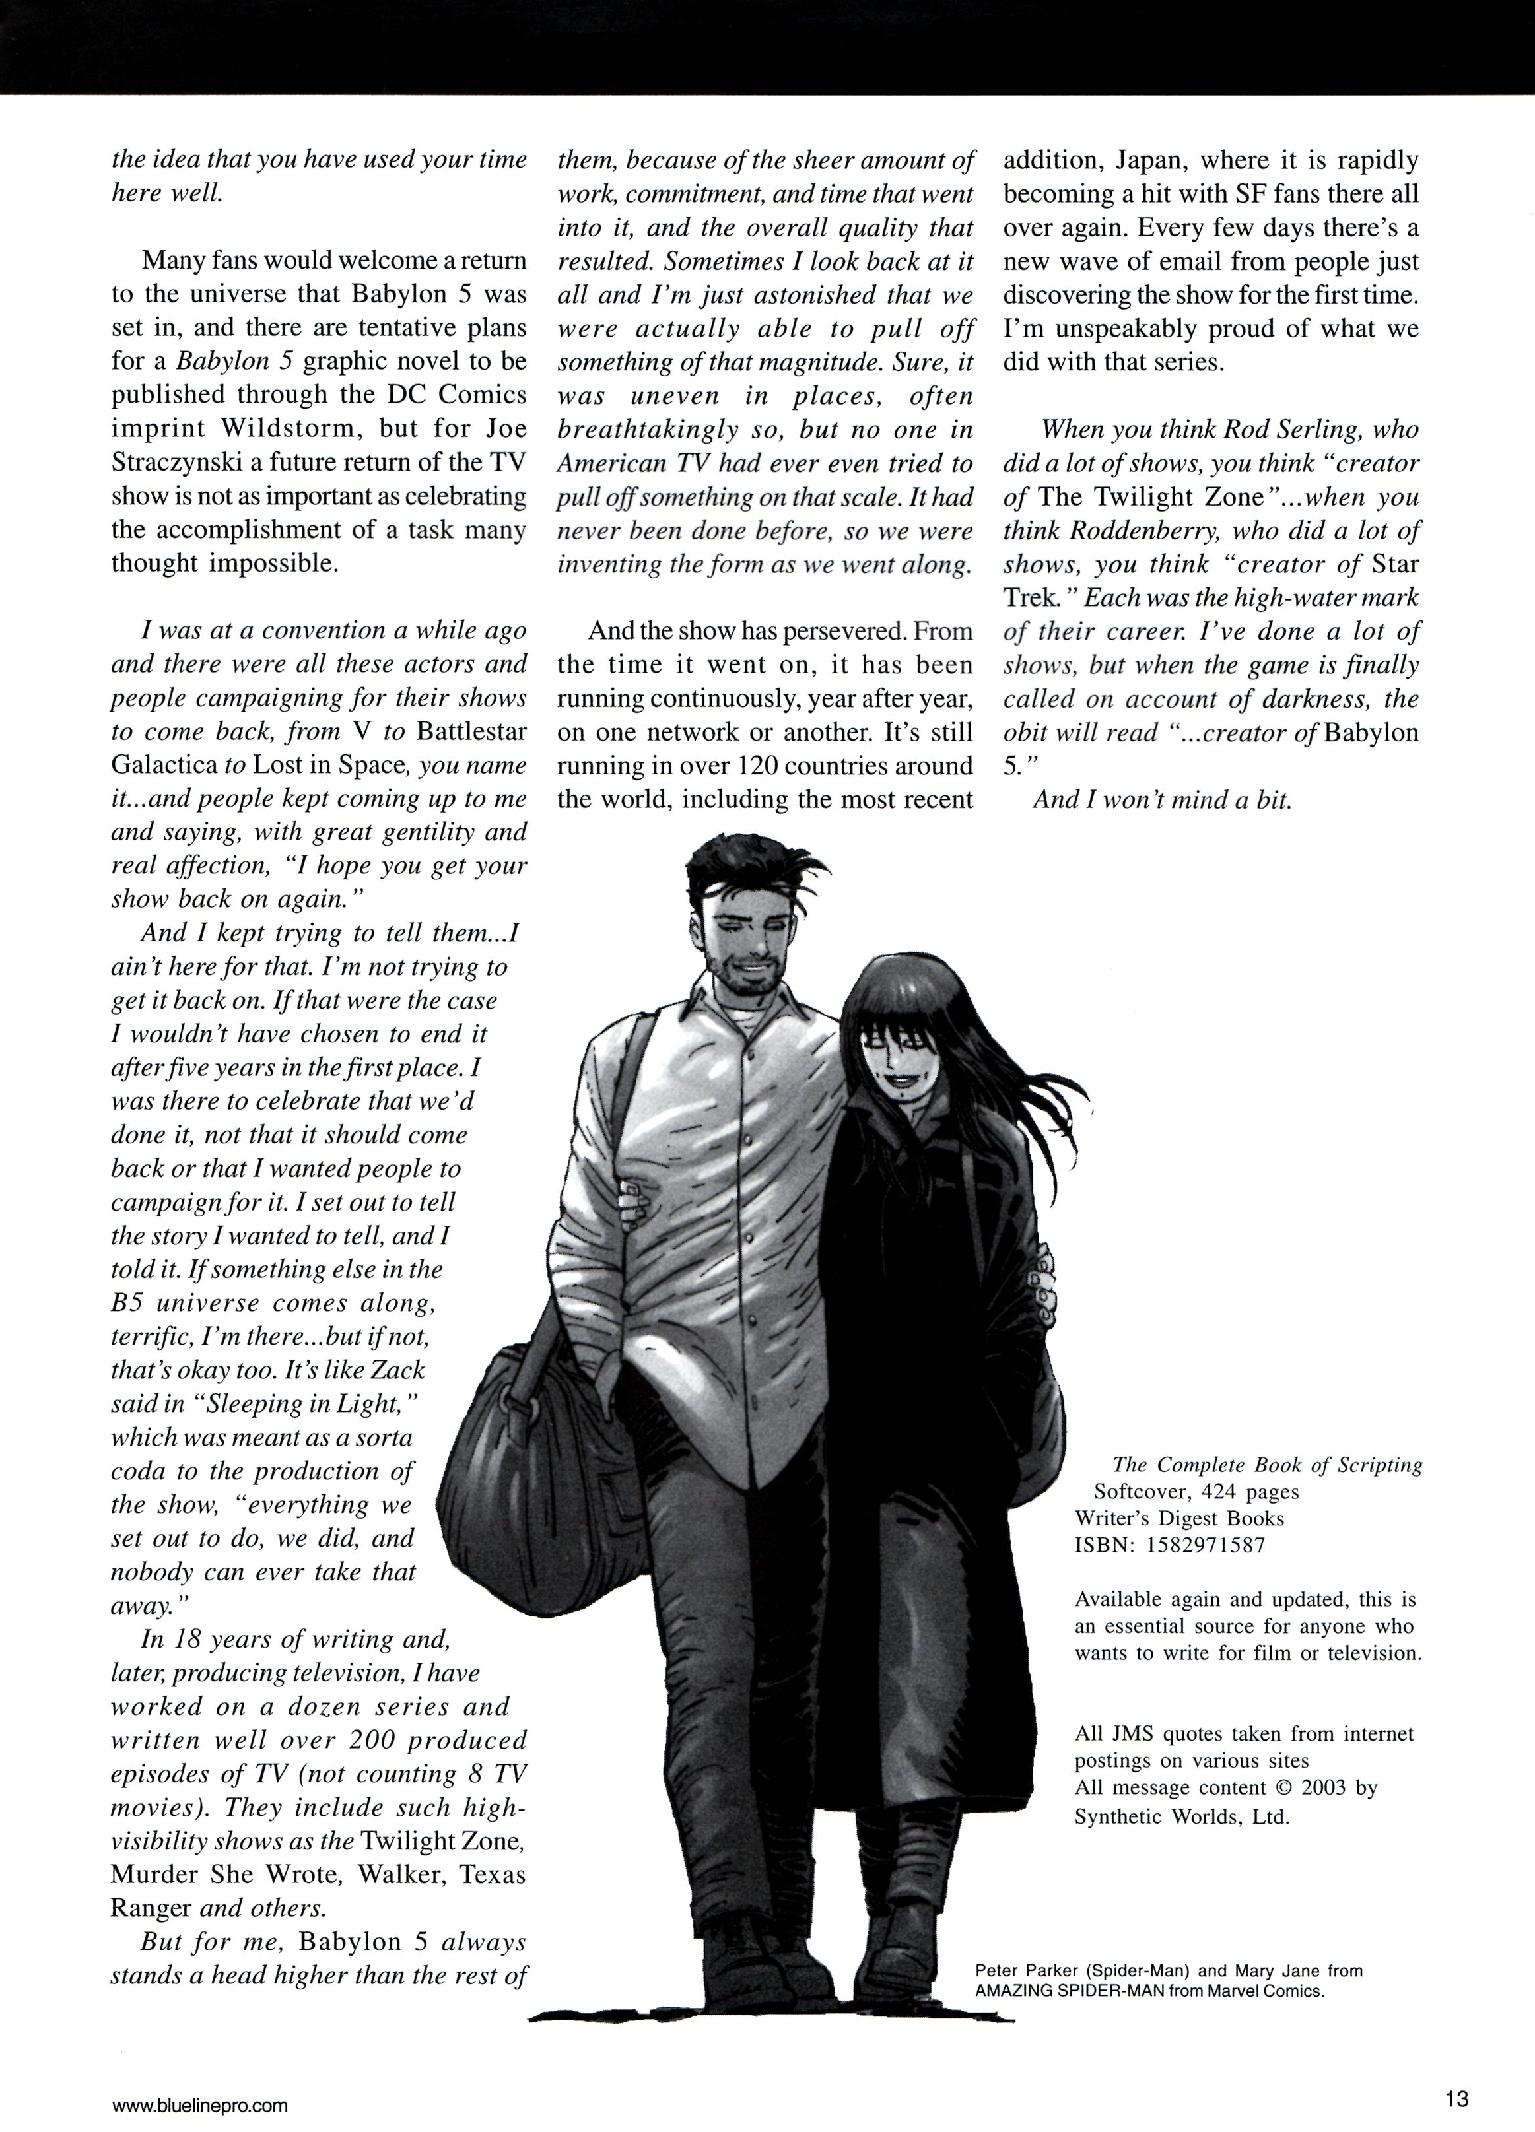 the idea that you have used your time
here well.
Many fans would welcome a return
to the universe that Babylon 5 was
set in, and there are tentative plans
for a Babylon 5 graphic novel to be
published through the DC Comics
imprint Wildstorm, but for Joe
Straczynski a future return of the TV
show is not as important as celebrating
the accomplishment of a task many
thought impossible.
I was at a convention a while ago
and there were all these actors and
people campaigning for their shows
to come back, from V to Battlestar
Galactica to Lost in Space, you name
it...and people kept coming up to me
and saying, with great gentility and
real affection, "I hope you get your
show back on again."
And I kept trying to tell them...I
ain't here for that. I'm not trying to
get it back on. If that were the case
I wouldn't have chosen to end it
after five years in the first place. I
was there to celebrate that we'd
done it, not that it should come
back or that I wanted people to
campaign for it. I set out to tell
the story I wanted to tell, and I
told it. If something else in the
B5 universe comes along,
terrific, I'm there...but if not,
that's okay too. It's like Zack
said in "Sleeping in Light,"
which was meant as a sorta
coda to the production of
the show, "everything we
set out to do, we did, and
nobody can ever take that
away."
In 18 years of writing and,
later, producing television, I have
worked on a dozen series and
written well over 200 produced
episodes of TV (not counting 8 TV
movies). They include such high-
visibility shows as the Twilight Zone,
Murder She Wrote, Walker, Texas
Ranger and others.
But for me, Babylon 5 always
stands a head higher than the rest of
them, because of the sheer amount of
work, commitment, and time that went
into it, and the overall quality that
resulted. Sometimes I look back at it
all and I'm just astonished that we
were actually able to pull off
something of that magnitude. Sure, it
was uneven in places, often
breathtakingly so, but no one in
American TV had ever even tried to
pull off something on that scale. It had
never been done before, so we were
inventing the form as we went along.
And the show has persevered. From
the time it went on, it has been
running continuously, year after year,
on one network or another. It's still
running in over 120 countries around
the world, including the most recent
addition, Japan, where it is rapidly
becoming a hit with SF fans there all
over again. Every few days there's a
new wave of email from people just
discovering the show for the first time.
I'm unspeakably proud of what we
did with that series.
When you think Rod Serling, who
did a lot of shows, you think "creator
of The Twilight Zone"...when you
think Roddenberry, who did a lot of
shows, you think "creator of Star
Trek." Each was the high-water mark
of their career. I've done a lot of
shows, but when the game is finally
called on account of darkness, the
obit will read "...creator of Babylon
5."
And I won't mind a bit.
The Complete Book of Scripting
Softcover, 424 pages
Writer's Digest Books
ISBN: 1582971587
Available again and updated, this is
an essential source for anyone who
wants to write for film or television.
All JMS quotes taken from internet
postings on various sites
All message content © 2003 by
Synthetic Worlds, Ltd.
Peter Parker (Spider-Man) and Mary Jane from
AMAZING SPIDER-MAN from Marvel Comics.
www.bluelinepro.com
13